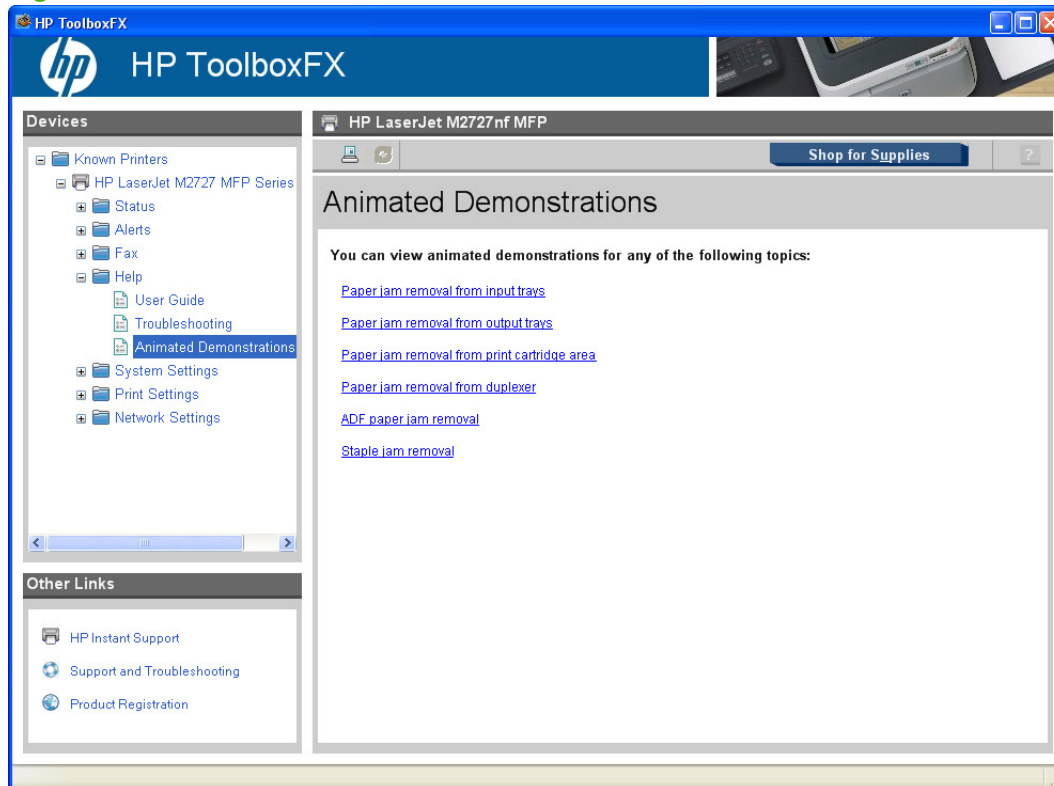 HP ToolboxFX
hp
HP ToolboxFX
Devices
Known Printers
HP LaserJet M2727 MFP Series
Status
Alerts
Fax
Help
User Guide
Troubleshooting
Animated Demonstrations
System Settings
Print Settings
Network Settings
Other Links
HP Instant Support
Support and Troubleshooting
Product Registration
HP LaserJet M2727nf MFP
Shop for Supplies
?
Animated Demonstrations
You can view animated demonstrations for any of the following topics:
Paper jam removal from input trays
Paper jam removal from output trays
Paper jam removal from print cartridge area
Paper jam removal from duplexer
ADF paper jam removal
Staple jam removal